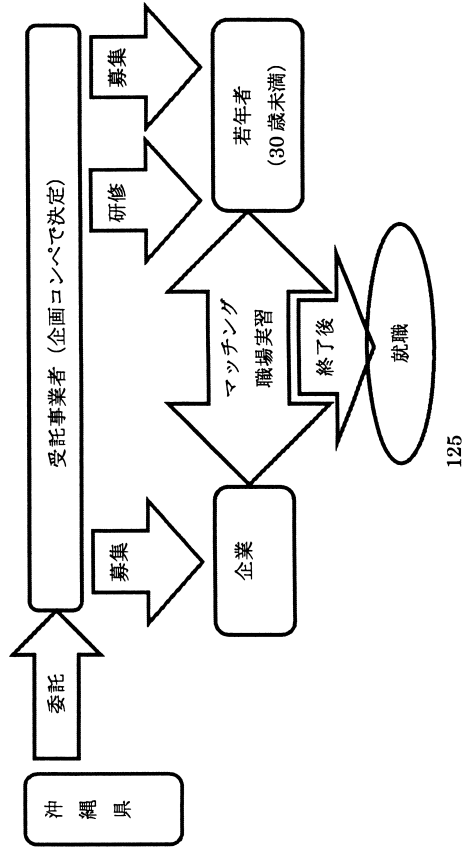 沖縄県
委託
受託事業者（企画コンペで決定）
募集
研修
募集
企業
マッチング
職場実習
若年者
（30歳未満）
終了後
就職
125